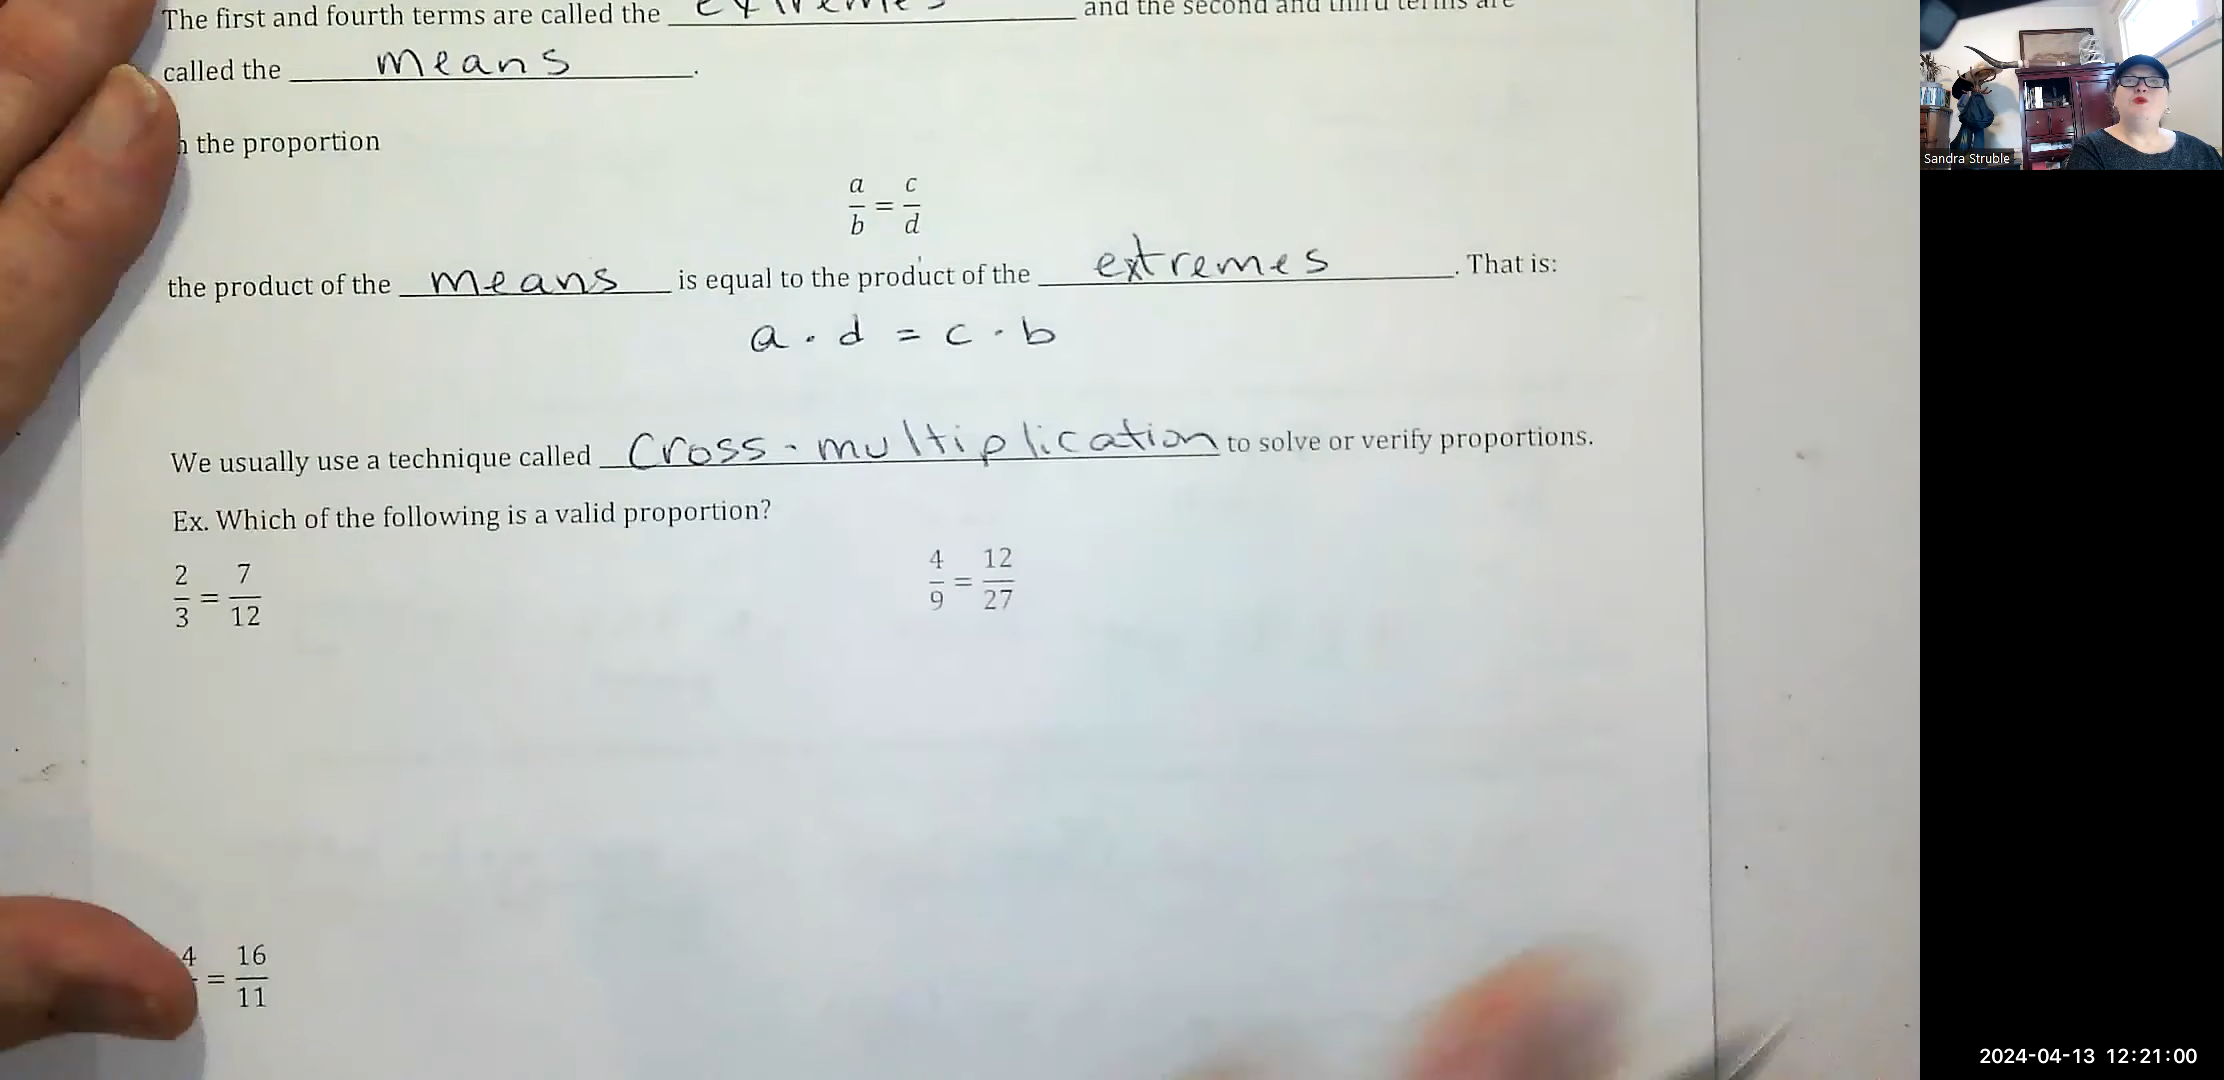 The first and fourth terms are called the extremes and the second and third terms are
called the means.
the proportion
a/b = c/d
the product of the means is equal to the product of the extremes. That is:
a · d = c · b
We usually use a technique called Cross-multiplication to solve or verify proportions.
Ex. Which of the following is a valid proportion?
2/3 = 7/12
4/9 = 12/27
4 = 16/11
Sandra Struble
2024-04-13 12:21:00